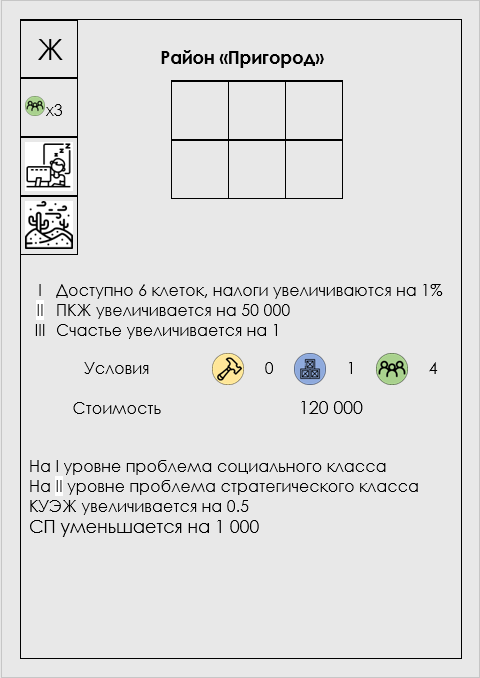 Ж
Район «Пригород»
x3
z z z
I Доступно 6 клеток, налоги увеличиваются на 1%
II ПКЖ увеличивается на 50 000
III Счастье увеличивается на 1
Условия 0 1 4
Стоимость 120 000
На I уровне проблема социального класса
На II уровне проблема стратегического класса
КУЭЖ увеличивается на 0.5
СП уменьшается на 1 000